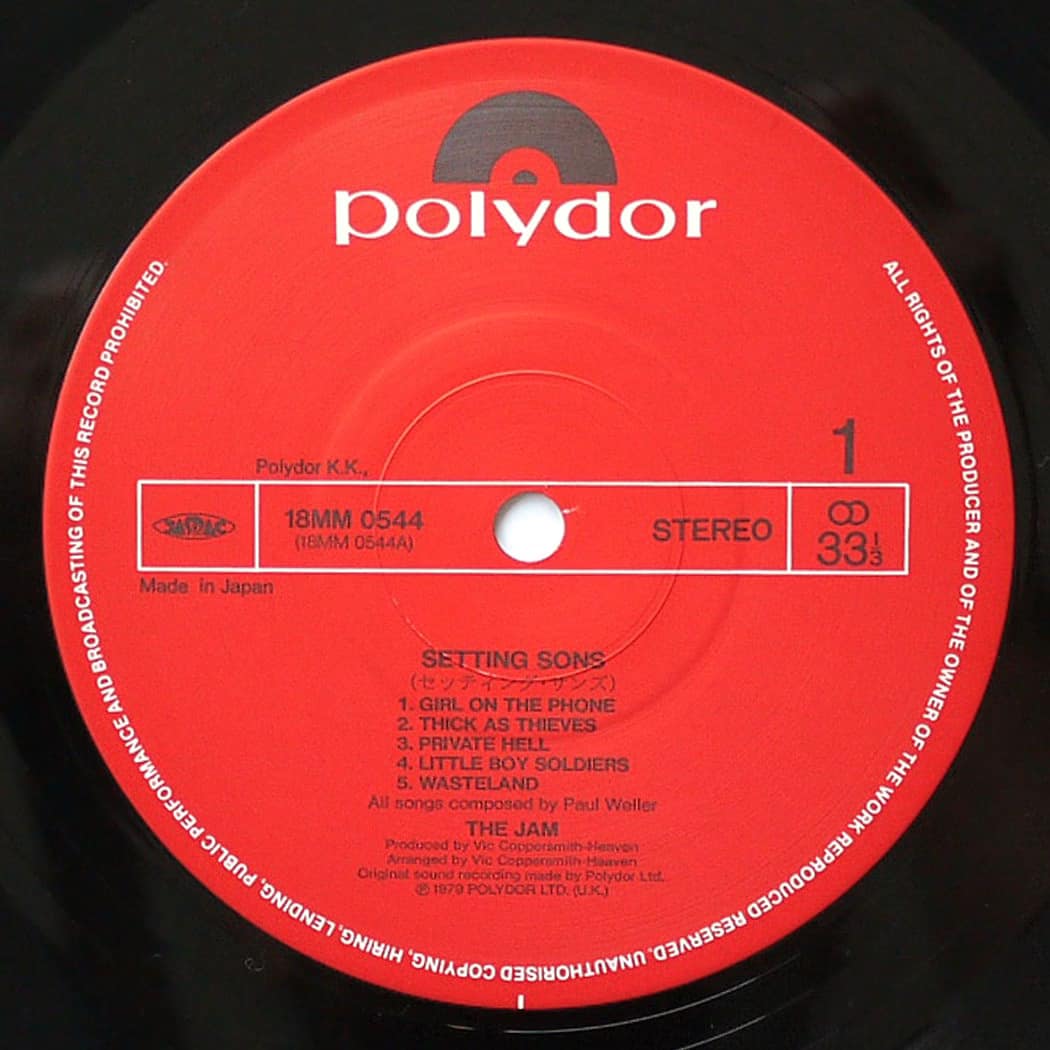 polydor
ALL RIGHTS OF THE PRODUCER AND OF THE OWNER OF THE WORK REPRODUCED RESERVED. UNAUTHORISED COPYING, HIRING, LENDING, PUBLIC PERFORMANCE AND BROADCASTING OF THIS RECORD PROHIBITED.
1
Polydor K.K.,
JASRAC
18MM 0544
(18MM 0544A)
STEREO
33 1/3
Made in Japan
SETTING SONS
(セッティング・サンズ)
1. GIRL ON THE PHONE
2. THICK AS THIEVES
3. PRIVATE HELL
4. LITTLE BOY SOLDIERS
5. WASTELAND
All songs composed by Paul Weller
THE JAM
Produced by Vic Coppersmith-Heaven
Arranged by Vic Coppersmith-Heaven
Original sound recording made by Polydor Ltd.
℗ 1979 POLYDOR LTD. (U.K.)